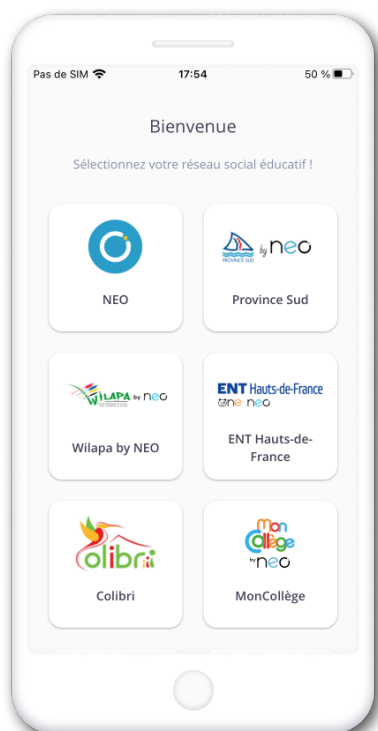 Pas de SIM 17:54 50 %
Bienvenue
Sélectionnez votre réseau social éducatif !
NEO
PROVINCE SUD by neo
Province Sud
WILAPA by neo
Wilapa by NEO
ENT Hauts-de-France
one neo
ENT Hauts-de-
France
Colibri
Colibri
Mon
Collège
by neo
MonCollège